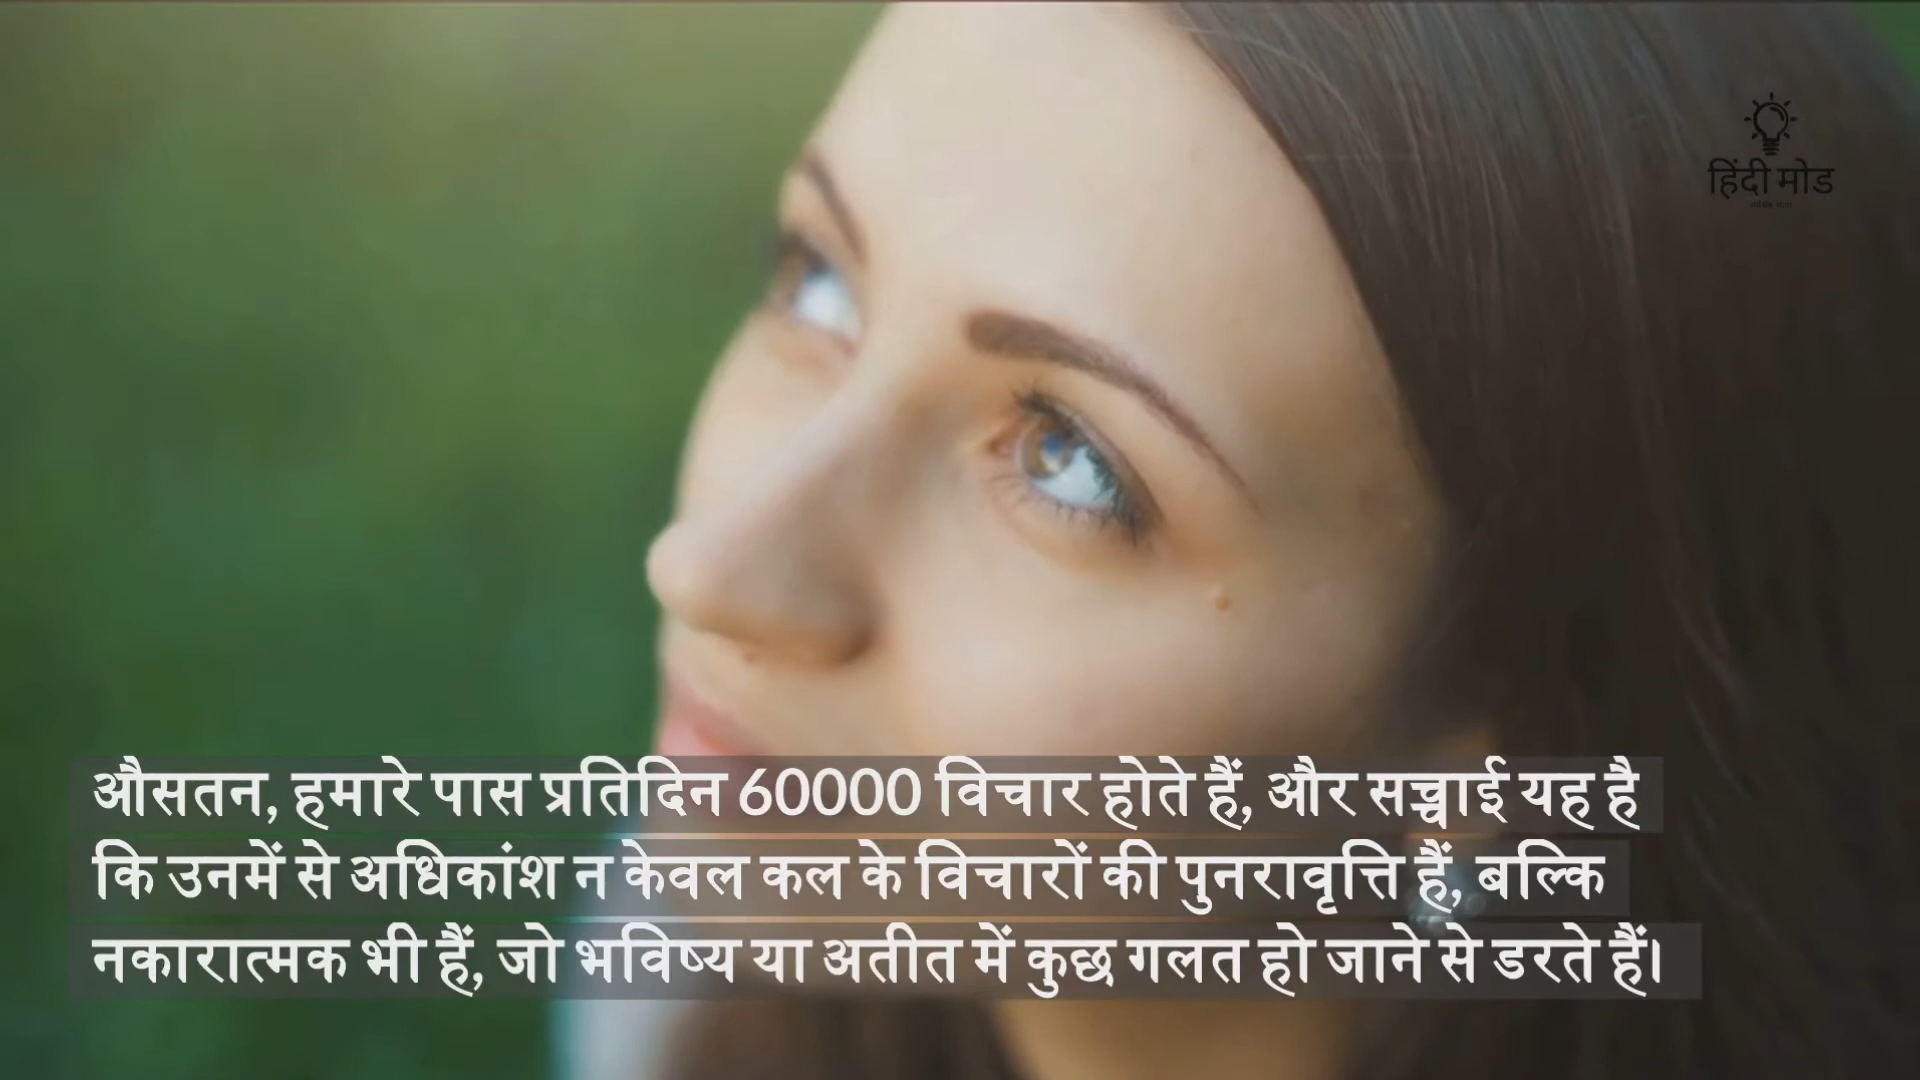 हिंदी मोड
औसतन, हमारे पास प्रतिदिन 60000 विचार होते हैं, और सच्चाई यह है
कि उनमें से अधिकांश न केवल कल के विचारों की पुनरावृत्ति हैं, बल्कि
नकारात्मक भी हैं, जो भविष्य या अतीत में कुछ गलत हो जाने से डरते हैं।